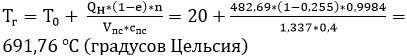 Tг = T0 + Qн*(1−e)*n / Vпс*cпс = 20 + 482,69*(1−0,255)*0,9984 / 1,337*0,4 =
691,76 °C (градусов Цельсия)